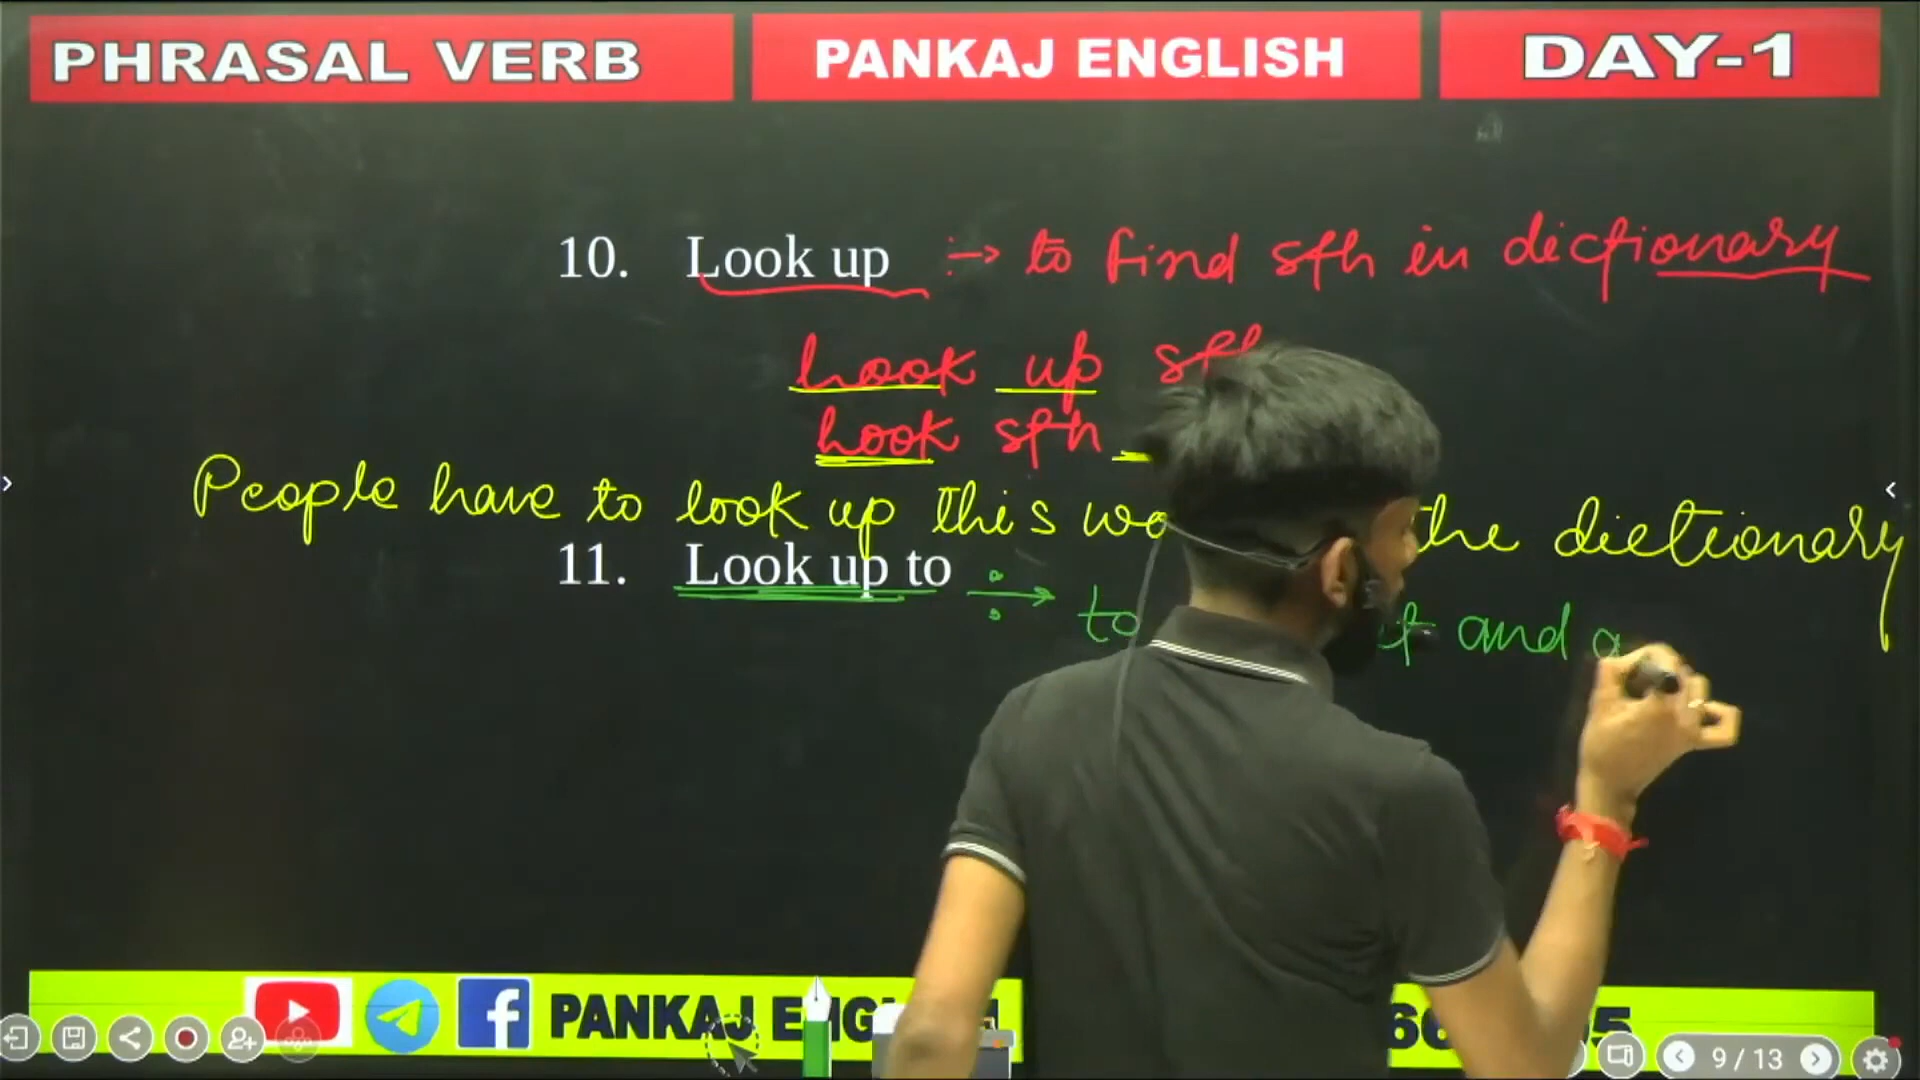 PHRASAL VERB
PANKAJ ENGLISH
DAY-1
10. Look up :→ to find sth in dictionary
Look up sth
Look sth
People have to look up this the dictionary
11. Look up to ÷→ to and
PANKAJ
9 / 13